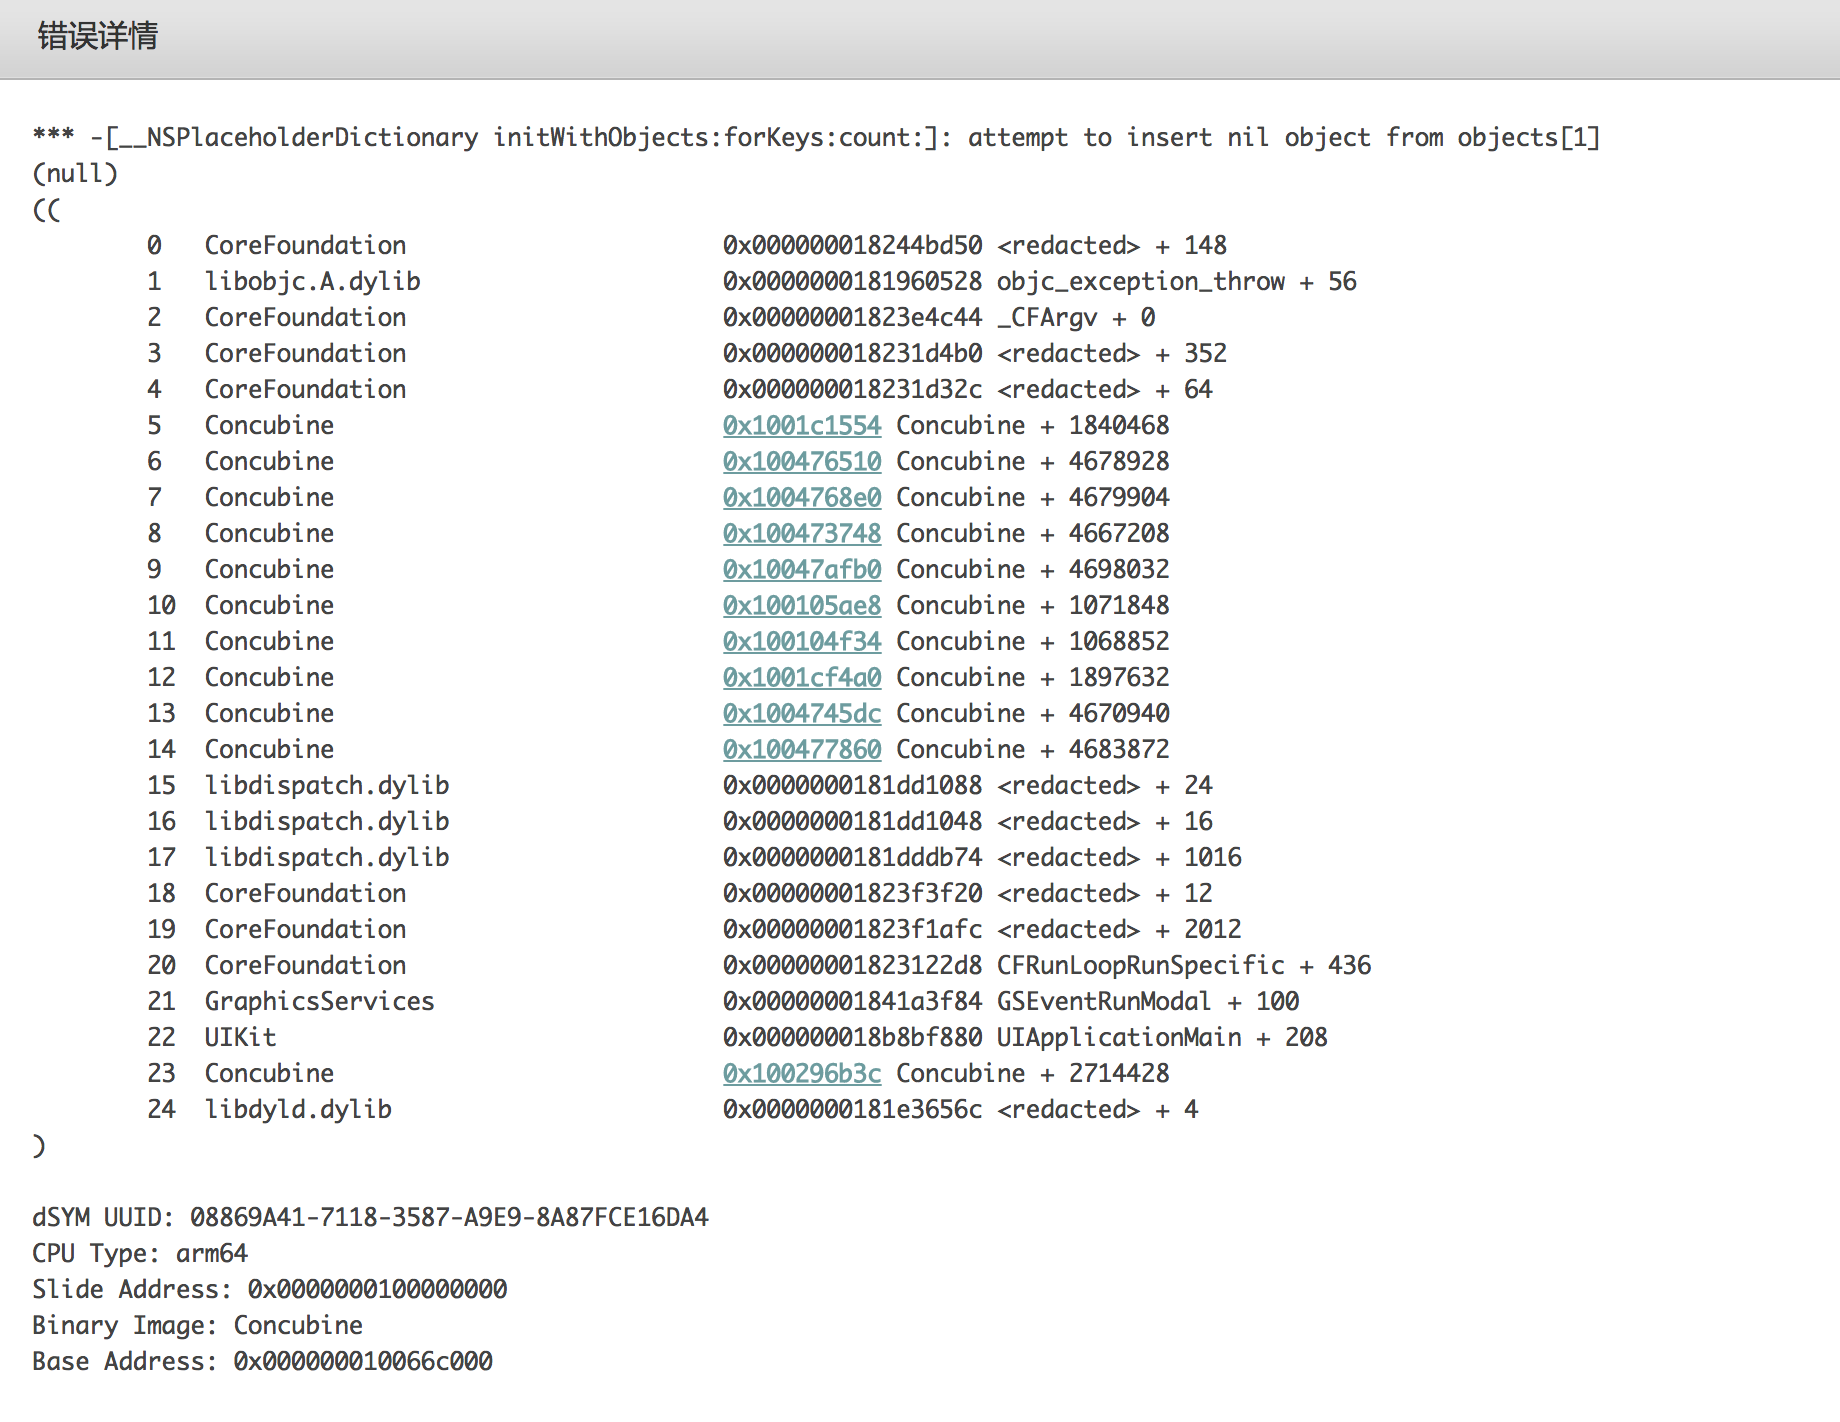 错误详情
*** -[__NSPlaceholderDictionary initWithObjects:forKeys:count:]: attempt to insert nil object from objects[1]
(null)
((
0 CoreFoundation 0x000000018244bd50 <redacted> + 148
1 libobjc.A.dylib 0x0000000181960528 objc_exception_throw + 56
2 CoreFoundation 0x00000001823e4c44 _CFArgv + 0
3 CoreFoundation 0x000000018231d4b0 <redacted> + 352
4 CoreFoundation 0x000000018231d32c <redacted> + 64
5 Concubine 0x1001c1554 Concubine + 1840468
6 Concubine 0x100476510 Concubine + 4678928
7 Concubine 0x1004768e0 Concubine + 4679904
8 Concubine 0x100473748 Concubine + 4667208
9 Concubine 0x10047afb0 Concubine + 4698032
10 Concubine 0x100105ae8 Concubine + 1071848
11 Concubine 0x100104f34 Concubine + 1068852
12 Concubine 0x1001cf4a0 Concubine + 1897632
13 Concubine 0x1004745dc Concubine + 4670940
14 Concubine 0x100477860 Concubine + 4683872
15 libdispatch.dylib 0x0000000181dd1088 <redacted> + 24
16 libdispatch.dylib 0x0000000181dd1048 <redacted> + 16
17 libdispatch.dylib 0x0000000181dddb74 <redacted> + 1016
18 CoreFoundation 0x00000001823f3f20 <redacted> + 12
19 CoreFoundation 0x00000001823f1afc <redacted> + 2012
20 CoreFoundation 0x00000001823122d8 CFRunLoopRunSpecific + 436
21 GraphicsServices 0x00000001841a3f84 GSEventRunModal + 100
22 UIKit 0x000000018b8bf880 UIApplicationMain + 208
23 Concubine 0x100296b3c Concubine + 2714428
24 libdyld.dylib 0x0000000181e3656c <redacted> + 4
)
dSYM UUID: 08869A41-7118-3587-A9E9-8A87FCE16DA4
CPU Type: arm64
Slide Address: 0x0000000100000000
Binary Image: Concubine
Base Address: 0x000000010066c000